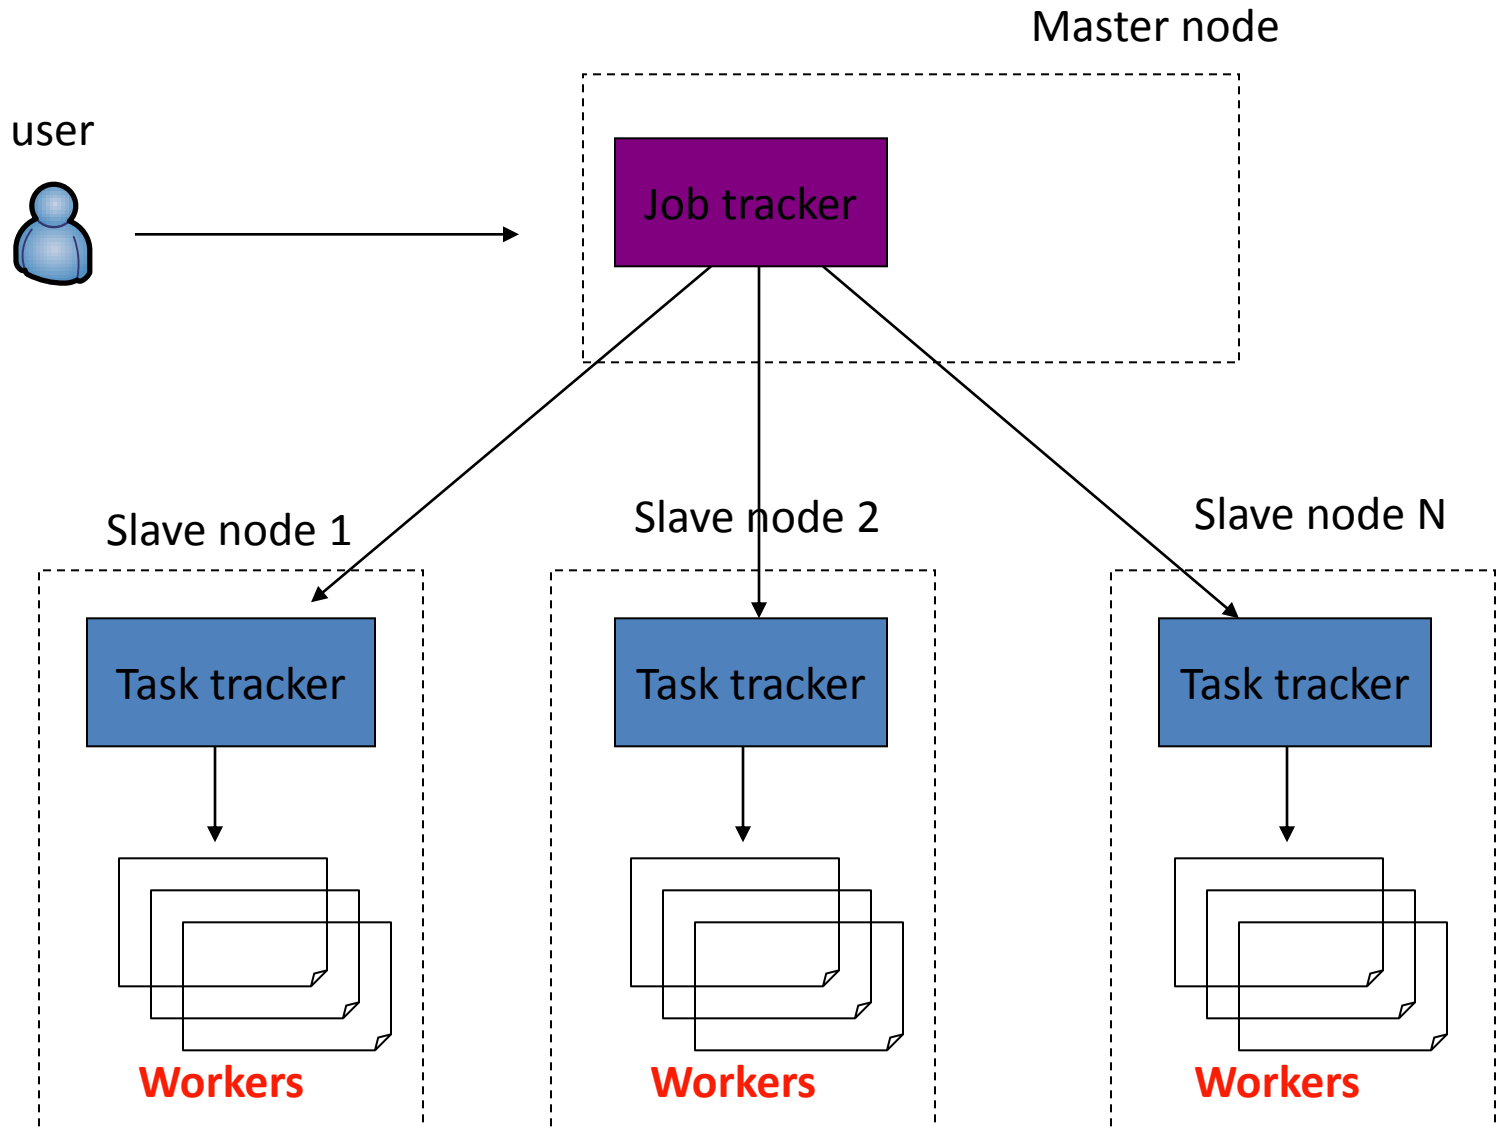 Master node
user
Job tracker
Slave node 1
Slave node 2
Slave node N
Task tracker
Task tracker
Task tracker
Workers
Workers
Workers